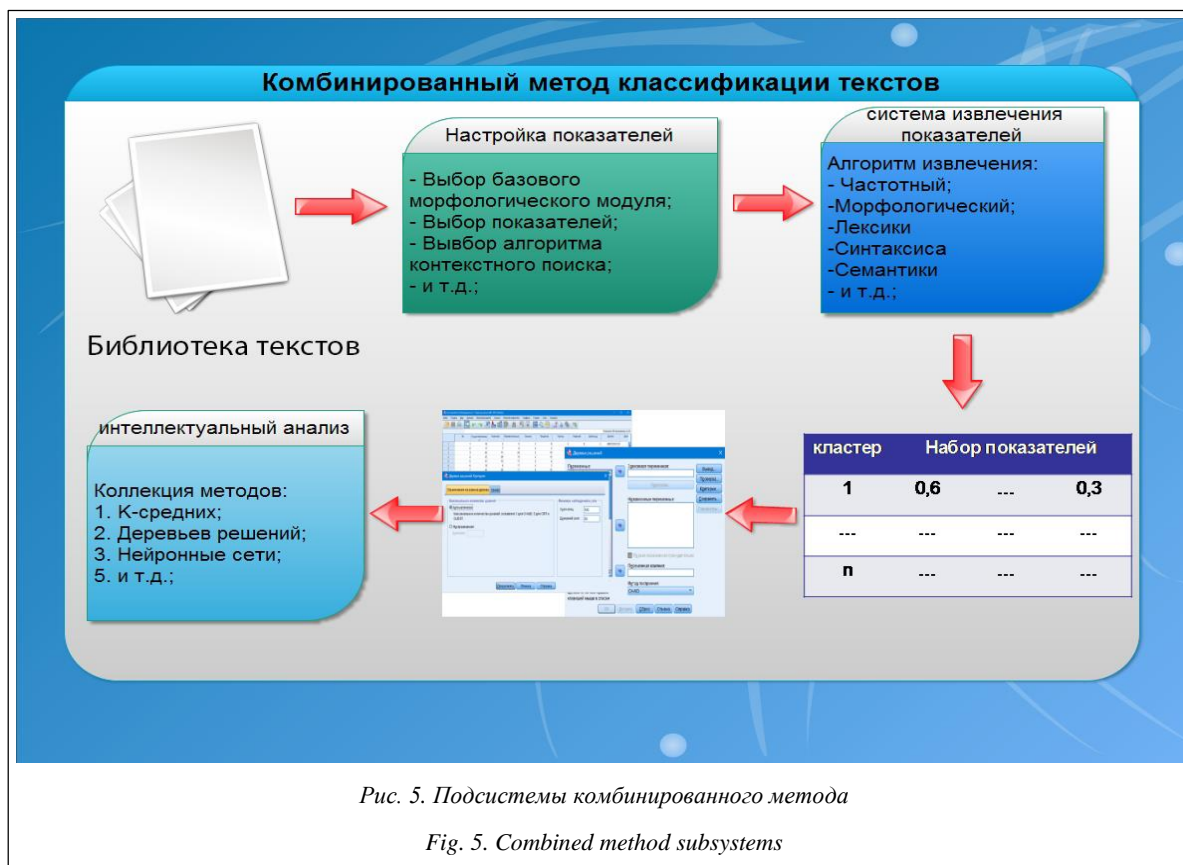 Комбинированный метод классификации текстов
Настройка показателей
- Выбор базового
морфологического модуля;
- Выбор показателей;
- Вывбор алгоритма
контекстного поиска;
- и т.д.;
система извлечения
показателей
Алгоритм извлечения:
- Частотный;
-Морфологический;
-Лексики
-Синтаксиса
-Семантики
- и т.д.;
Библиотека текстов
кластер Набор показателей
1 0,6 ... 0,3
--- --- --- ---
n --- --- ---
интеллектуальный анализ
Коллекция методов:
1. К-средних;
2. Деревьев решений;
3. Нейронные сети;
5. и т.д.;
Рис. 5. Подсистемы комбинированного метода
Fig. 5. Combined method subsystems